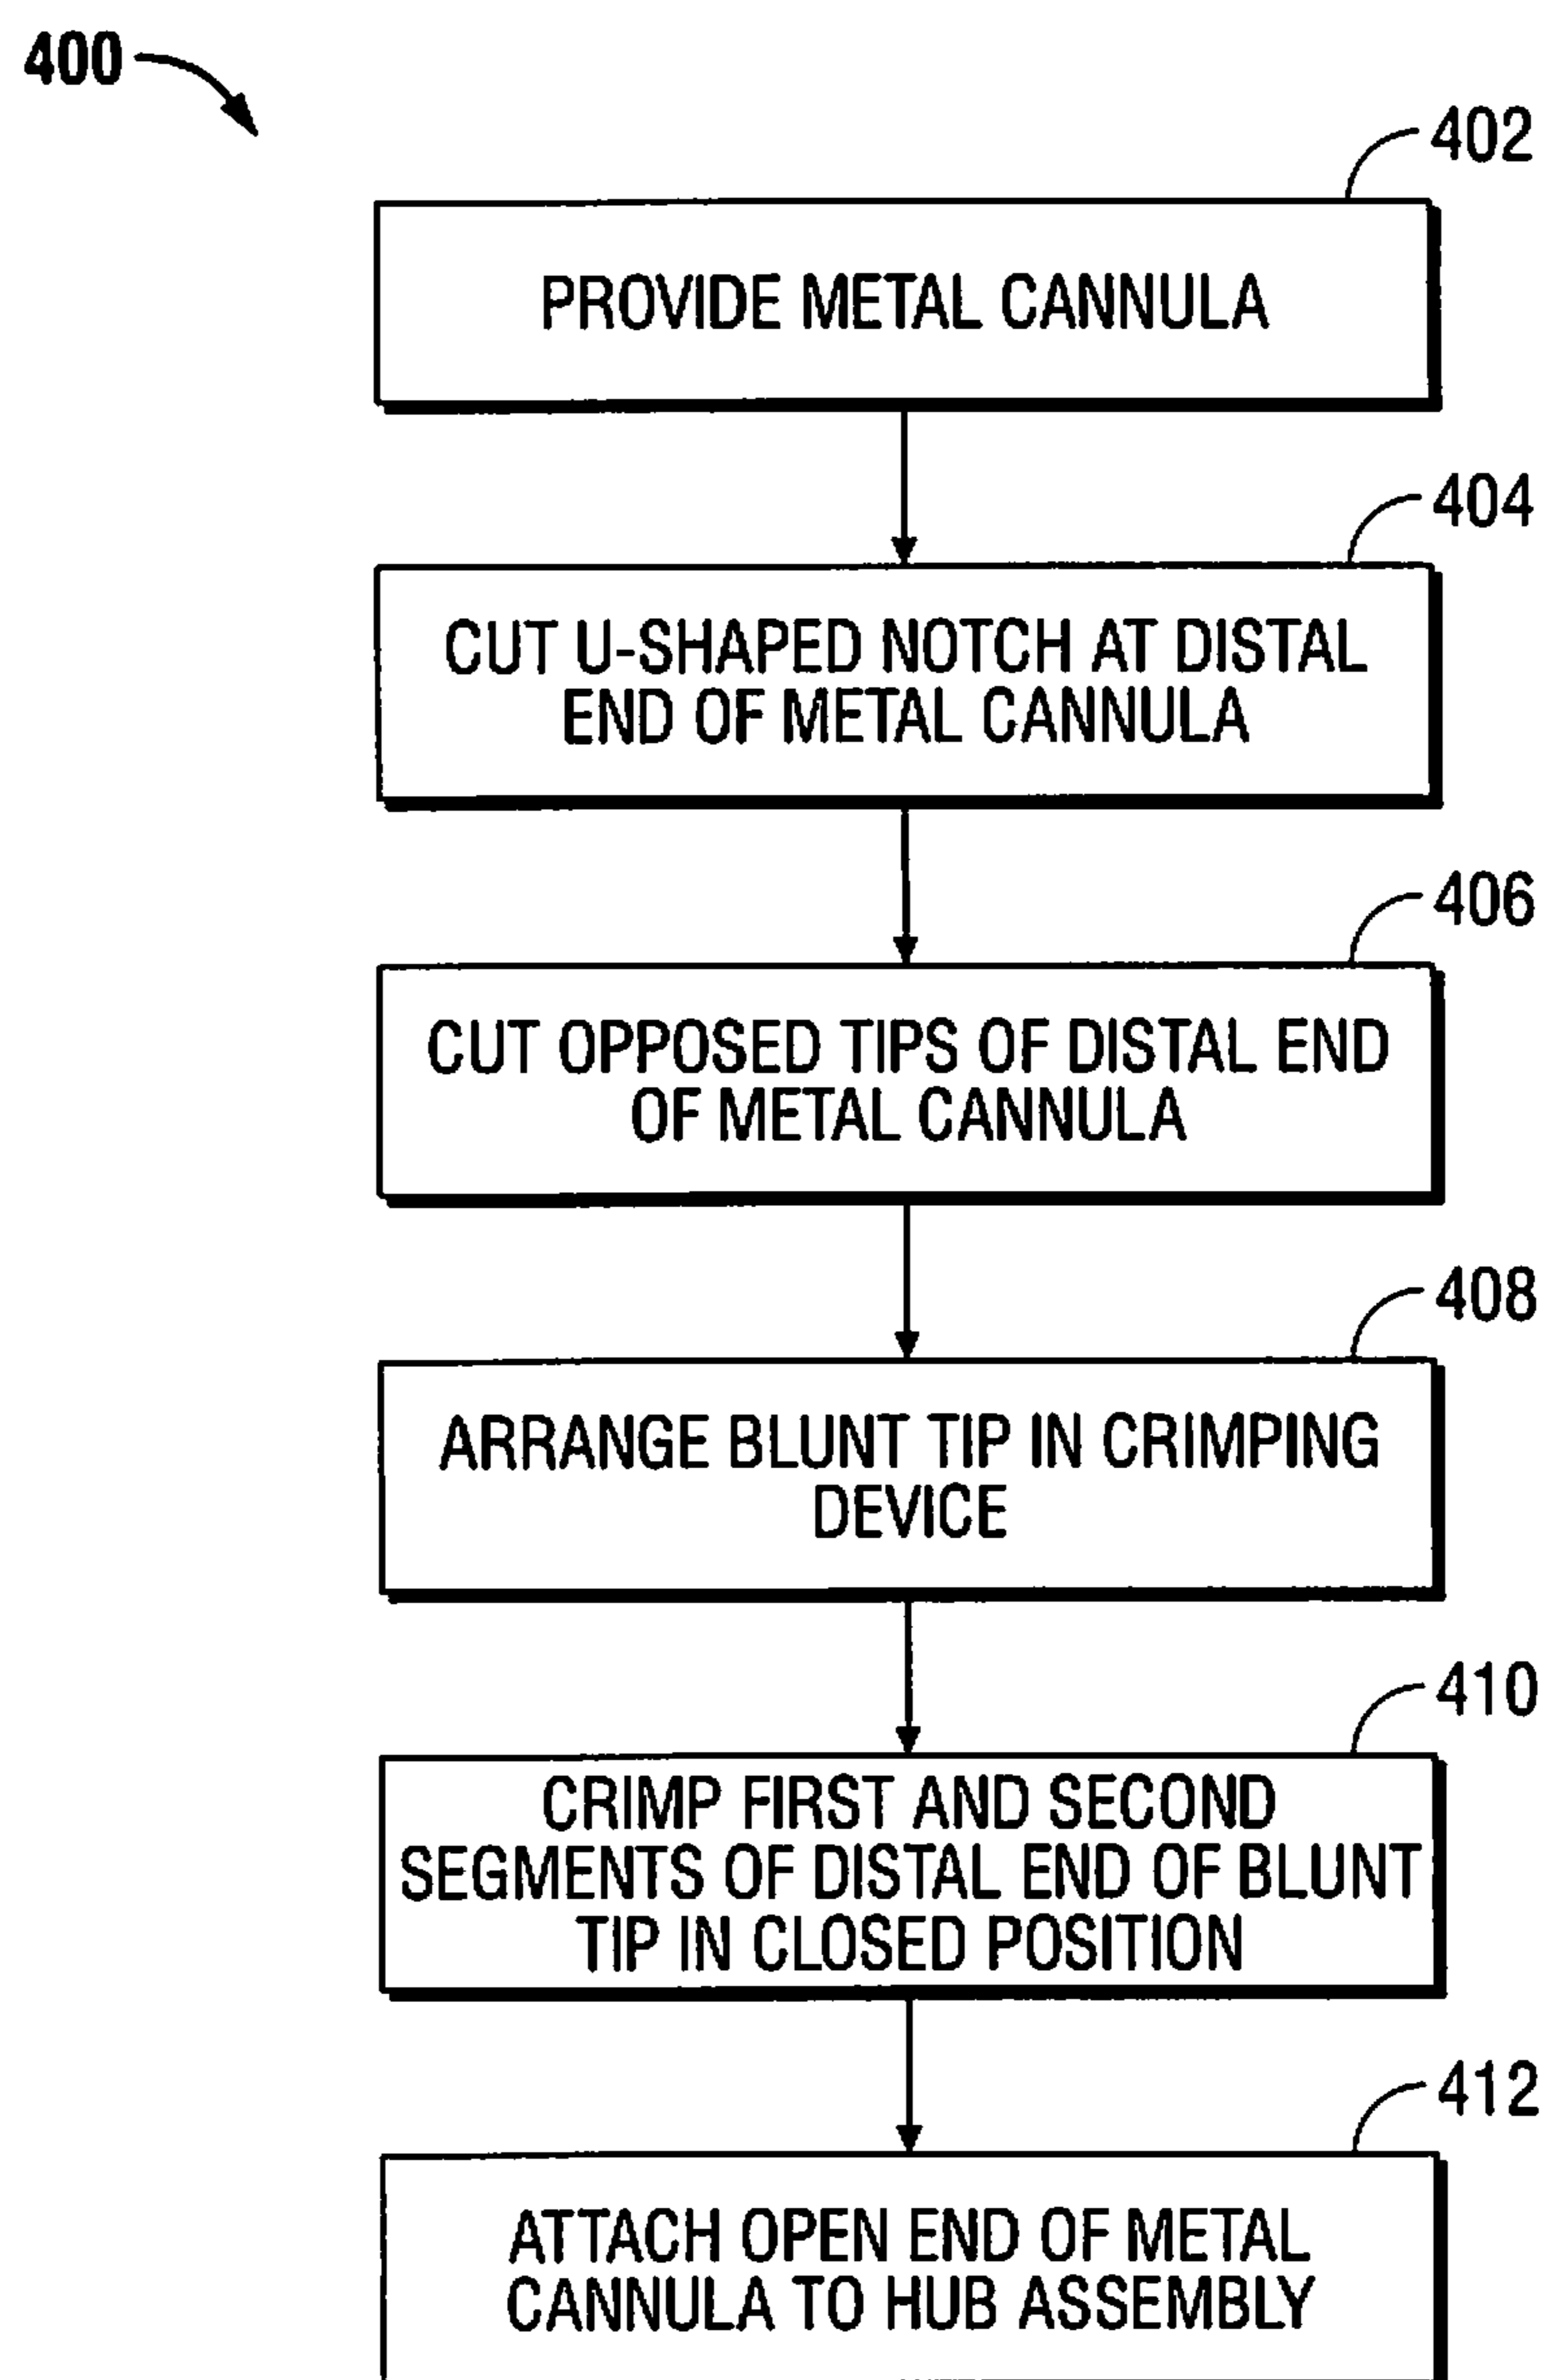 400
402
PROVIDE METAL CANNULA
404
CUT U-SHAPED NOTCH AT DISTAL
END OF METAL CANNULA
406
CUT OPPOSED TIPS OF DISTAL END
OF METAL CANNULA
408
ARRANGE BLUNT TIP IN CRIMPING
DEVICE
410
CRIMP FIRST AND SECOND
SEGMENTS OF DISTAL END OF BLUNT
TIP IN CLOSED POSITION
412
ATTACH OPEN END OF METAL
CANNULA TO HUB ASSEMBLY